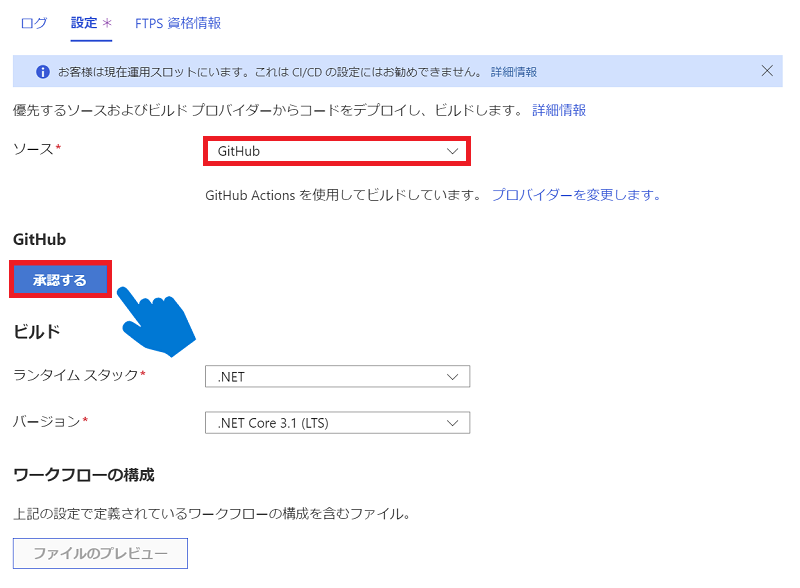 ログ 設定 * FTPS 資格情報
お客様は現在運用スロットにいます。これは CI/CD の設定にはお勧めできません。 詳細情報
優先するソースおよびビルド プロバイダーからコードをデプロイし、ビルドします。 詳細情報
ソース* GitHub
GitHub Actions を使用してビルドしています。 プロバイダーを変更します。
GitHub
承認する
ビルド
ランタイム スタック* .NET
バージョン* .NET Core 3.1 (LTS)
ワークフローの構成
上記の設定で定義されているワークフローの構成を含むファイル。
ファイルのプレビュー